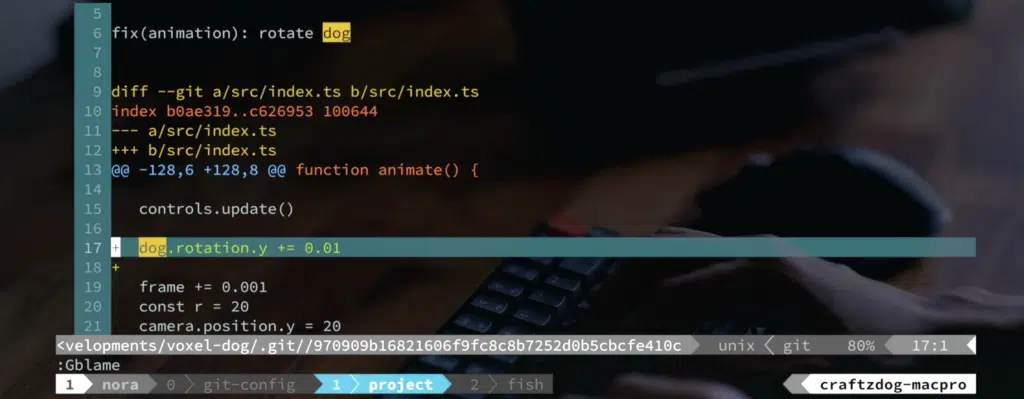 5
6 fix(animation): rotate dog
7
8
9 diff --git a/src/index.ts b/src/index.ts
10 index b0ae319..c626953 100644
11 --- a/src/index.ts
12 +++ b/src/index.ts
13 @@ -128,6 +128,8 @@ function animate() {
14
15 controls.update()
16
17 + dog.rotation.y += 0.01
18 +
19 frame += 0.001
20 const r = 20
21 camera.position.y = 20
<velopments/voxel-dog/.git//970909b16821606f9fc8c8b7252d0b5cbcfe410c unix < git 80% 17:1
:Gblame
1 nora 0 > git-config 1 > project 2 > fish craftzdog-macpro